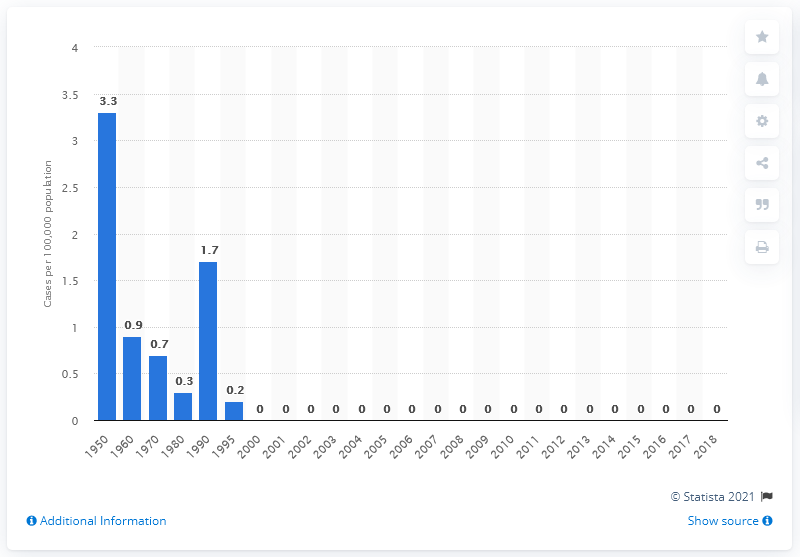 4
3.5
3
2.5
2
1.5
1
0.5
0
Cases per 100,000 population
3.3
0.9
0.7
0.3
1.7
0.2
0 0 0 0 0 0 0 0 0 0 0 0 0 0 0 0 0 0 0
1950 1960 1970 1980 1990 1995 2000 2001 2002 2003 2004 2005 2006 2007 2008 2009 2010 2011 2012 2013 2014 2015 2016 2017 2018
© Statista 2021
Additional Information
Show source